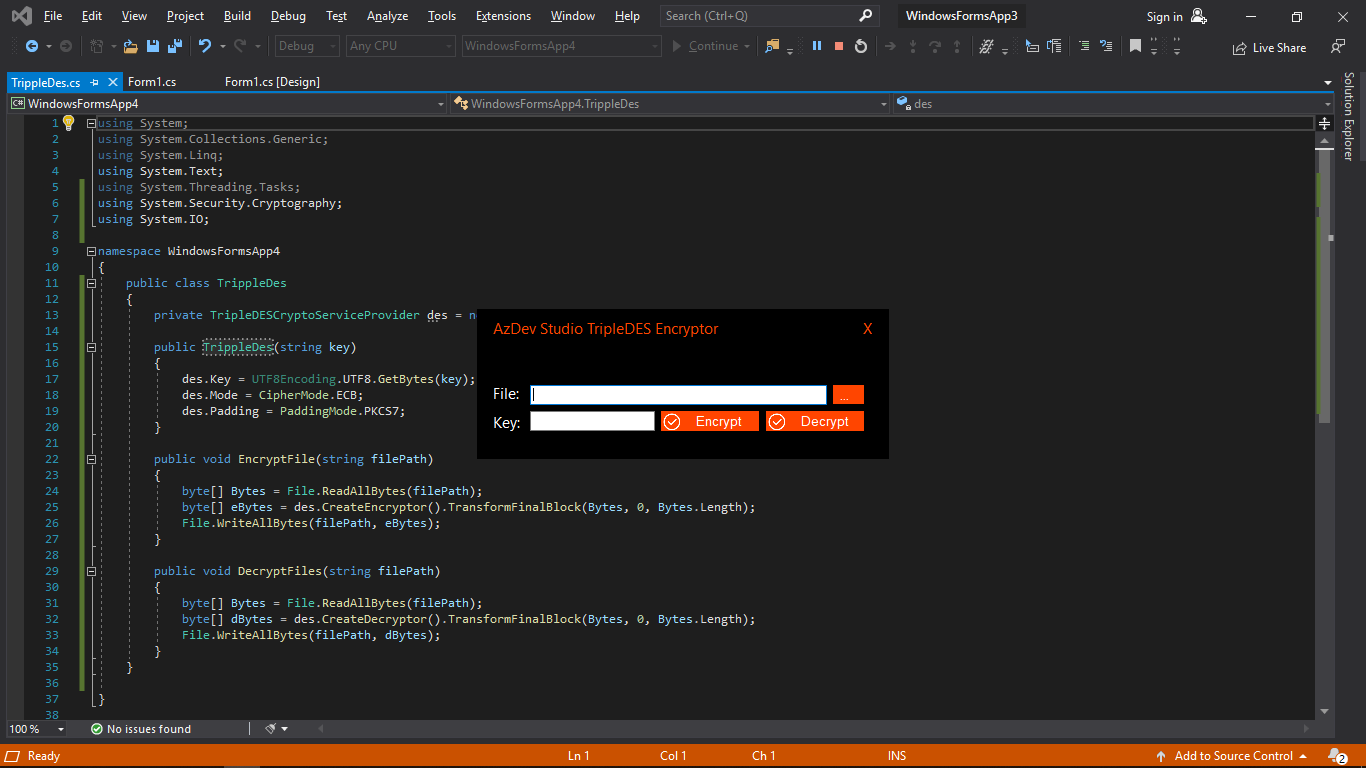 File Edit View Project Build Debug Test Analyze Tools Extensions Window Help Search (Ctrl+Q) WindowsFormsApp3 Sign in
Debug Any CPU WindowsFormsApp4 Continue Live Share
TrippleDes.cs Form1.cs Form1.cs [Design]
Solution Explorer
C# WindowsFormsApp4 WindowsFormsApp4.TrippleDes des
1 using System;
2 using System.Collections.Generic;
3 using System.Linq;
4 using System.Text;
5 using System.Threading.Tasks;
6 using System.Security.Cryptography;
7 using System.IO;
8
9 namespace WindowsFormsApp4
10 {
11 public class TrippleDes
12 {
13 private TripleDESCryptoServiceProvider des = n
14
15 public TrippleDes(string key)
16 {
17 des.Key = UTF8Encoding.UTF8.GetBytes(key);
18 des.Mode = CipherMode.ECB;
19 des.Padding = PaddingMode.PKCS7;
20 }
21
22 public void EncryptFile(string filePath)
23 {
24 byte[] Bytes = File.ReadAllBytes(filePath);
25 byte[] eBytes = des.CreateEncryptor().TransformFinalBlock(Bytes, 0, Bytes.Length);
26 File.WriteAllBytes(filePath, eBytes);
27 }
28
29 public void DecryptFiles(string filePath)
30 {
31 byte[] Bytes = File.ReadAllBytes(filePath);
32 byte[] dBytes = des.CreateDecryptor().TransformFinalBlock(Bytes, 0, Bytes.Length);
33 File.WriteAllBytes(filePath, dBytes);
34 }
35 }
36
37 }
38
AzDev Studio TripleDES Encryptor X
File: ...
Key: Encrypt Decrypt
100 % No issues found
Ready Ln 1 Col 1 Ch 1 INS Add to Source Control 2